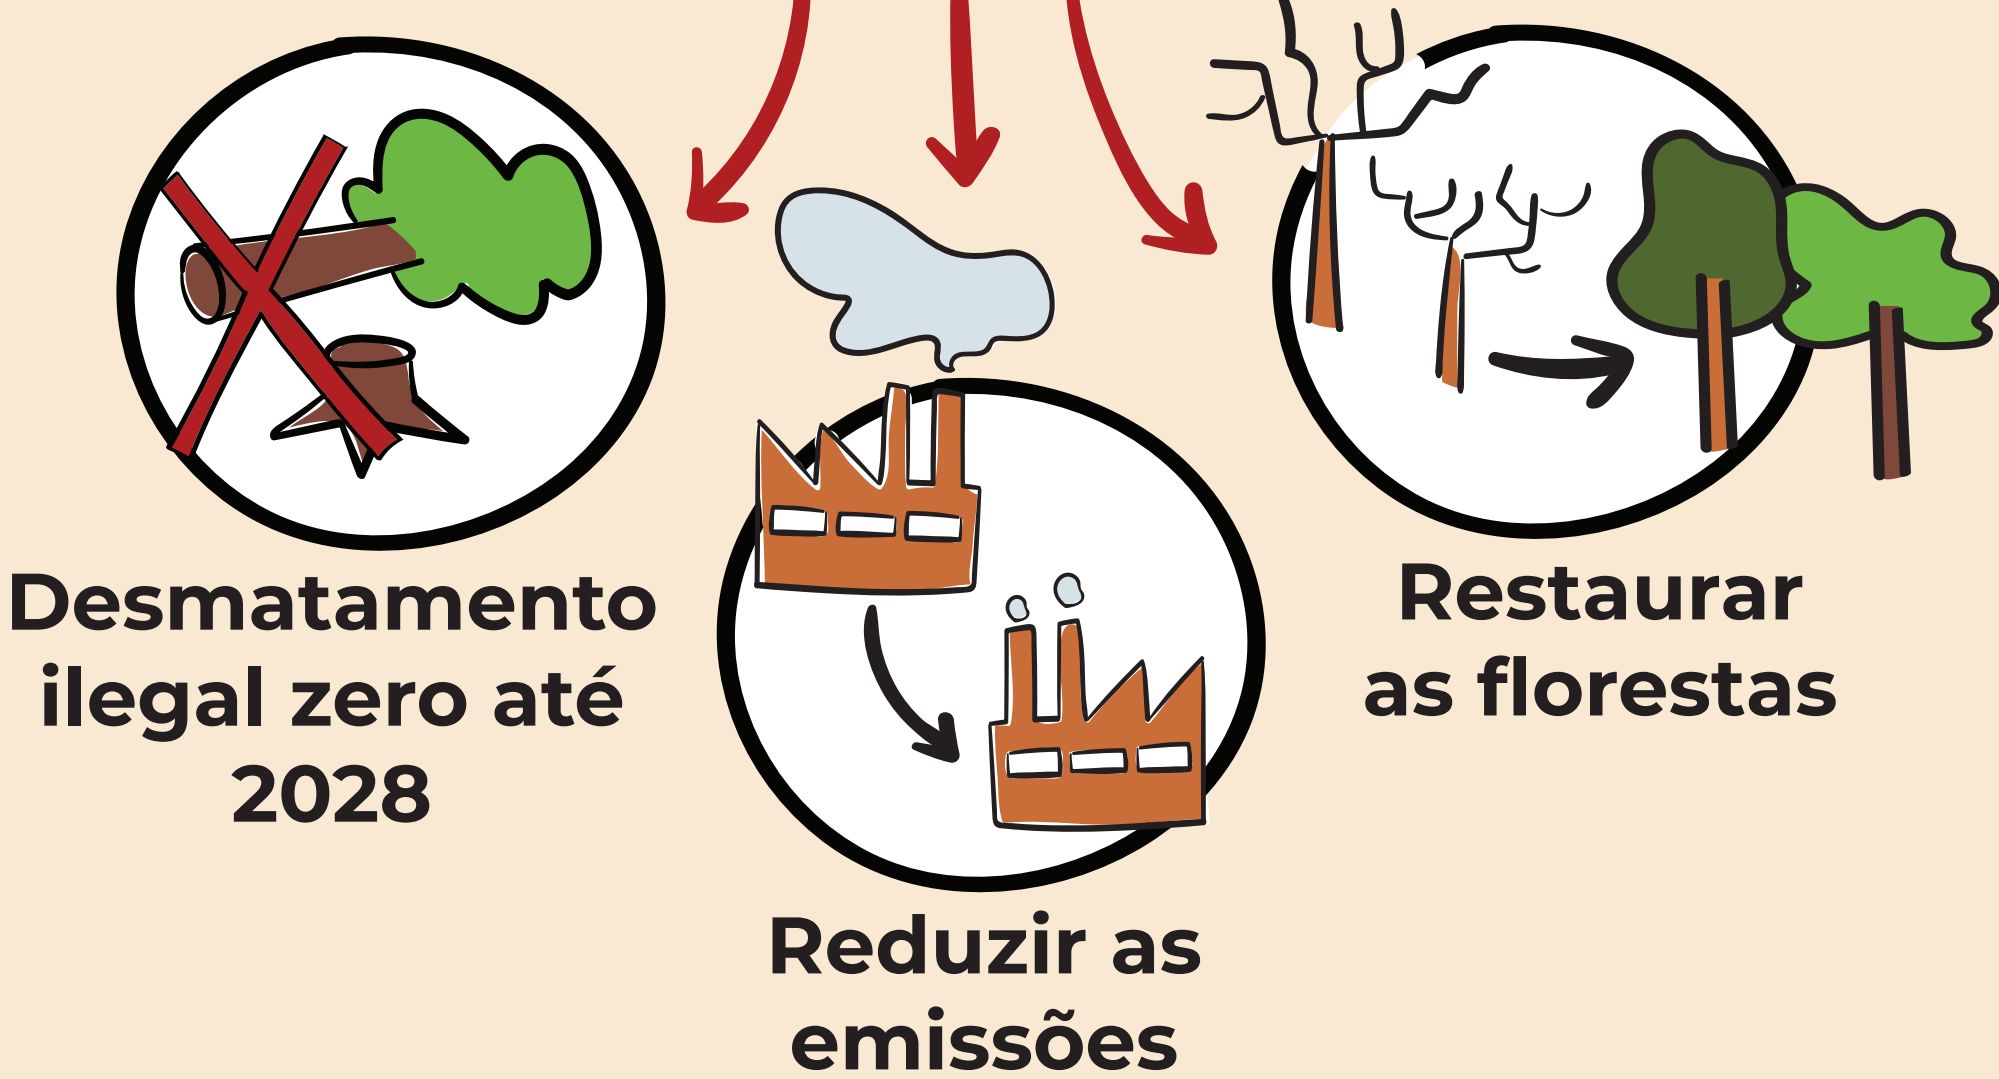 Desmatamento
ilegal zero até
2028
Reduzir as
emissões
Restaurar
as florestas